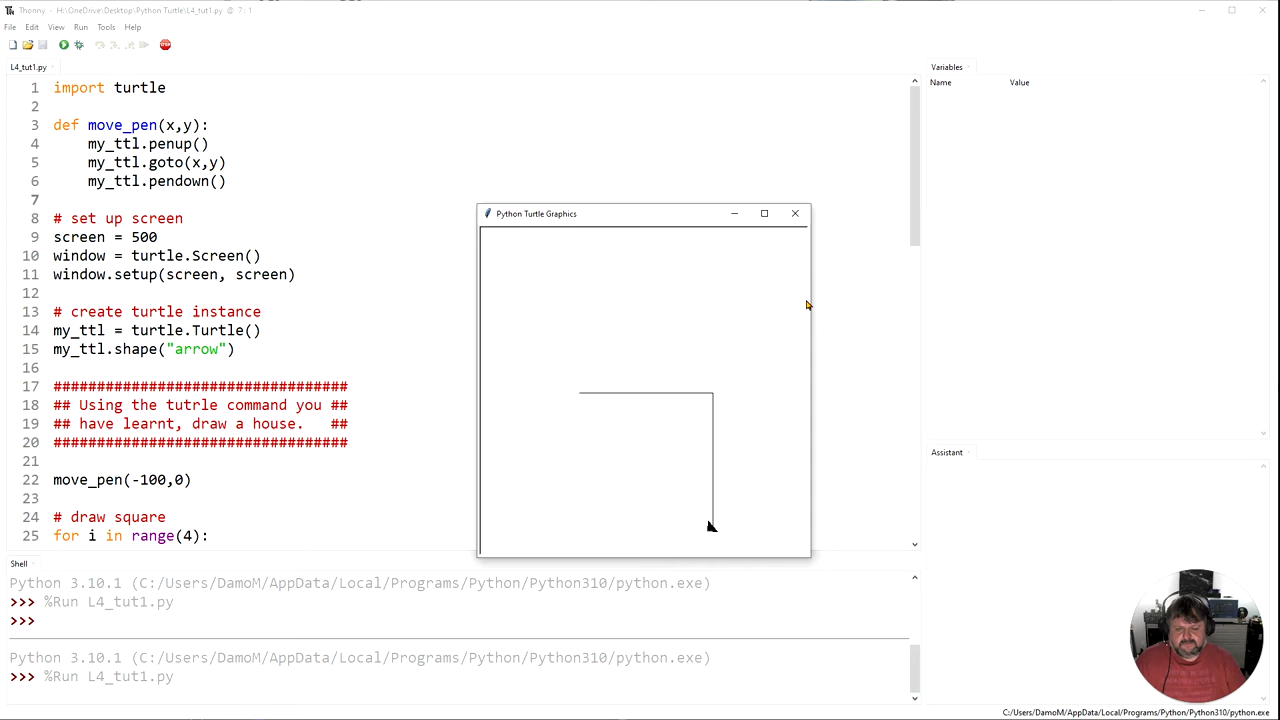 Thonny - H:\OneDrive\Desktop\Python Turtle\L4_tut1.py @ 7 : 1
File Edit View Run Tools Help
L4_tut1.py
1 import turtle
2
3 def move_pen(x,y):
4 my_ttl.penup()
5 my_ttl.goto(x,y)
6 my_ttl.pendown()
7
8 # set up screen
9 screen = 500
10 window = turtle.Screen()
11 window.setup(screen, screen)
12
13 # create turtle instance
14 my_ttl = turtle.Turtle()
15 my_ttl.shape("arrow")
16
17 ##################################
18 ## Using the tutrle command you ##
19 ## have learnt, draw a house.   ##
20 ##################################
21
22 move_pen(-100,0)
23
24 # draw square
25 for i in range(4):
Python Turtle Graphics
Shell
Python 3.10.1 (C:/Users/DamoM/AppData/Local/Programs/Python/Python310/python.exe)
>>> %Run L4_tut1.py
>>>
Python 3.10.1 (C:/Users/DamoM/AppData/Local/Programs/Python/Python310/python.exe)
>>> %Run L4_tut1.py
Variables
Name Value
Assistant
C:/Users/DamoM/AppData/Local/Programs/Python/Python310/python.exe